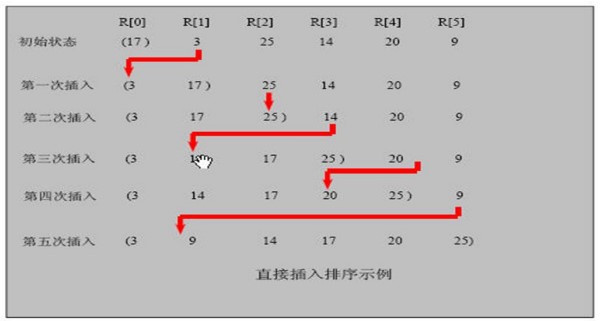 R[0] R[1] R[2] R[3] R[4] R[5]
初始状态 (17) 3 25 14 20 9
第一次插入 (3 17) 25 14 20 9
第二次插入 (3 17 25) 14 20 9
第三次插入 (3 17 25) 20 9
第四次插入 (3 14 17 20 25) 9
第五次插入 (3 9 14 17 20 25)
直接插入排序示例